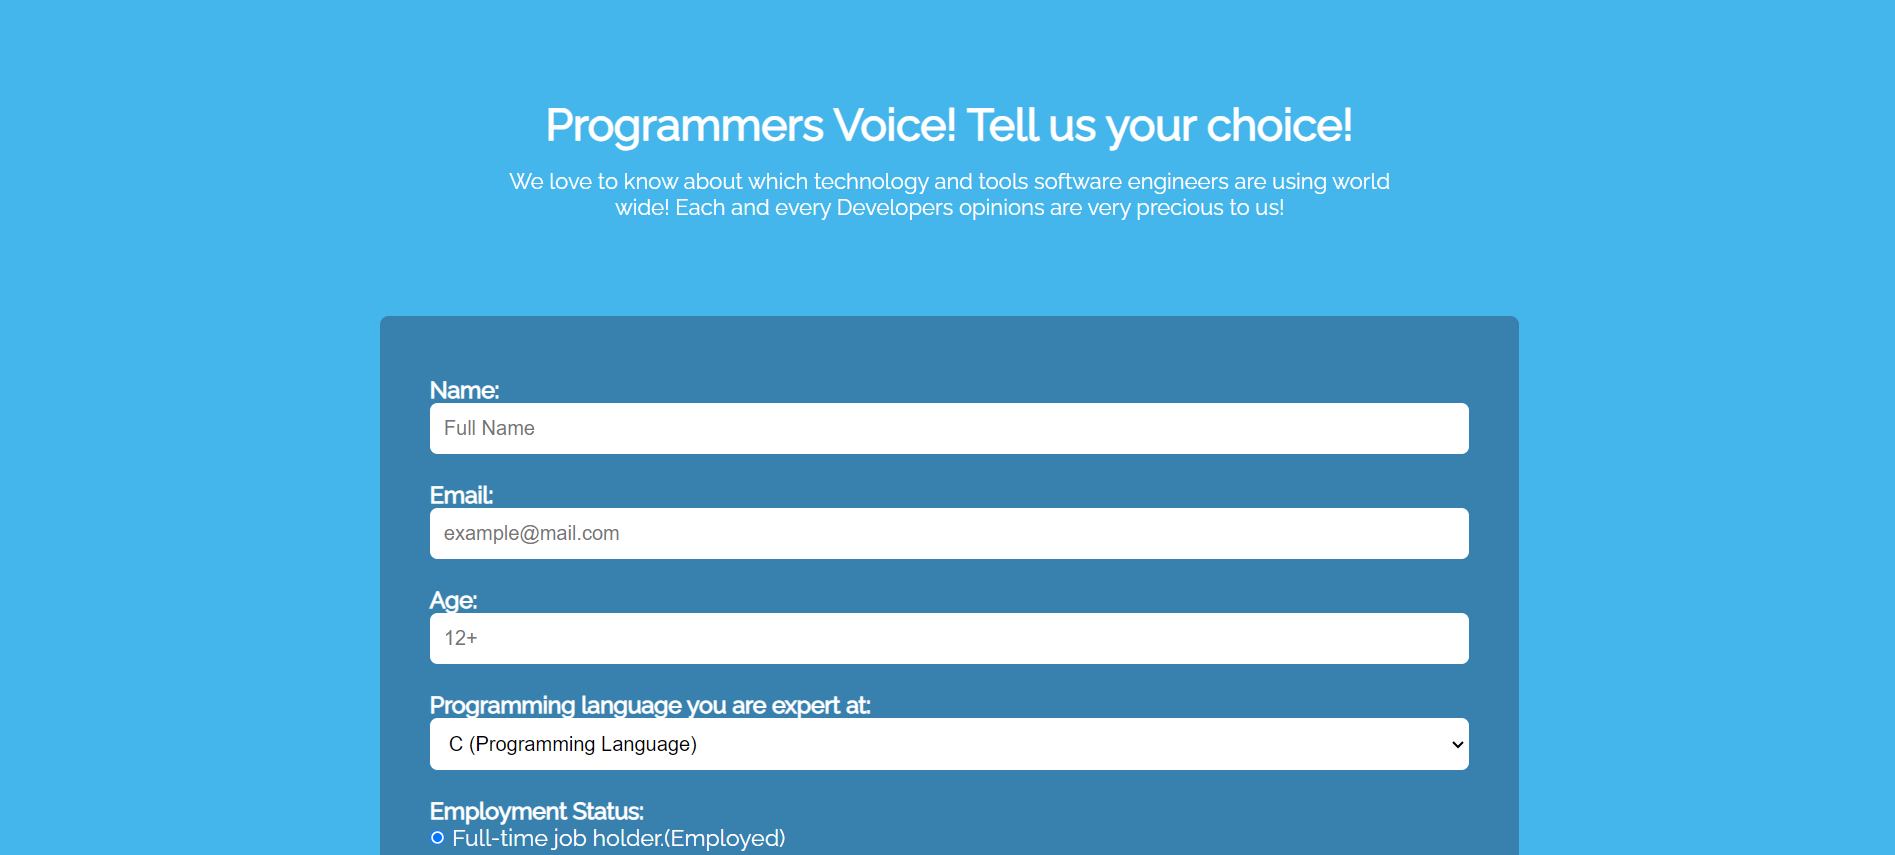 Programmers Voice! Tell us your choice!
We love to know about which technology and tools software engineers are using world
wide! Each and every Developers opinions are very precious to us!
Name:
Full Name
Email:
example@mail.com
Age:
12+
Programming language you are expert at:
C (Programming Language)
Employment Status:
Full-time job holder.(Employed)